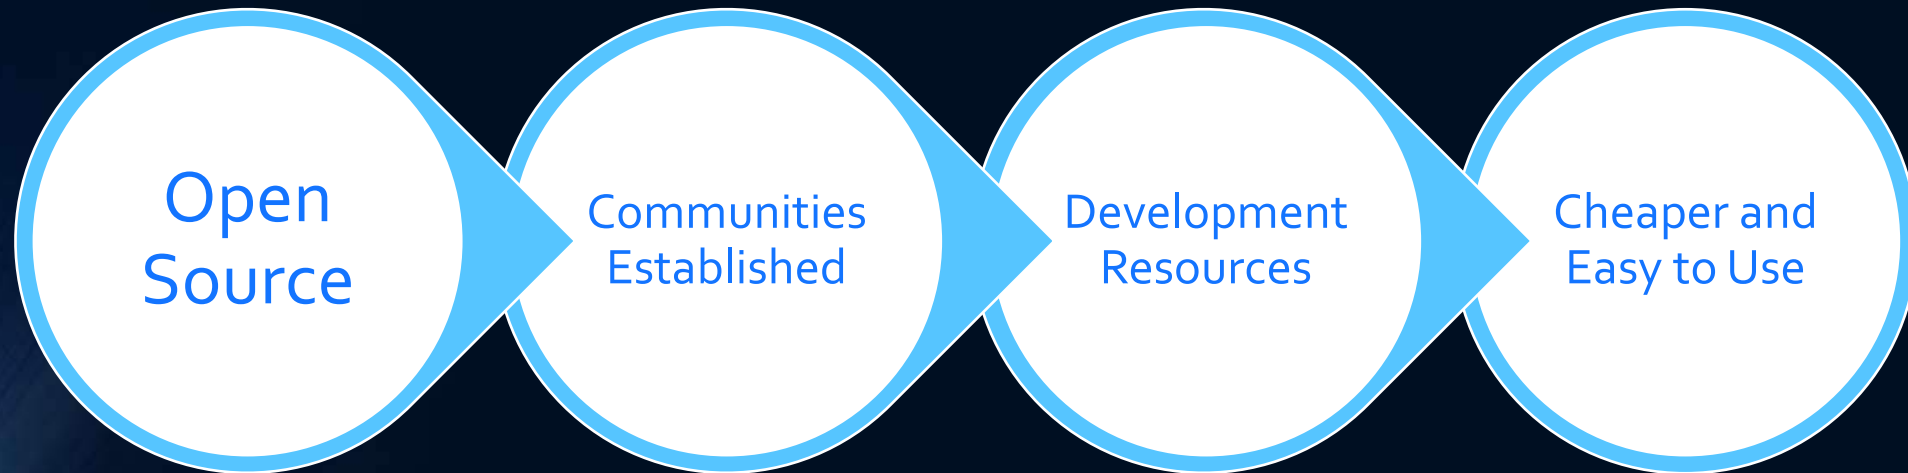 Open
Source
Communities
Established
Development
Resources
Cheaper and
Easy to Use